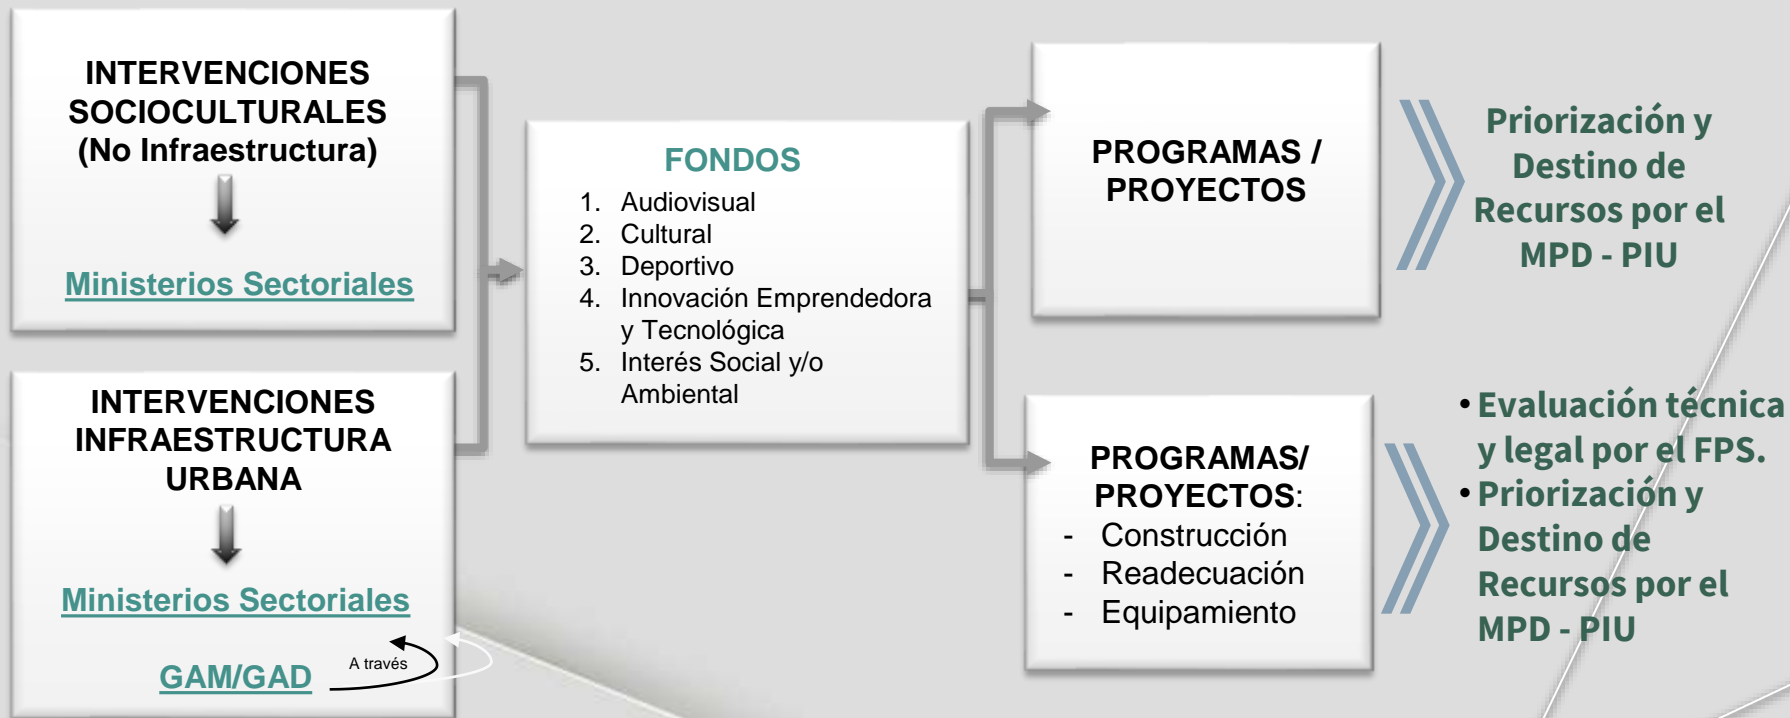 INTERVENCIONES
SOCIOCULTURALES
(No Infraestructura)
Ministerios Sectoriales
INTERVENCIONES
INFRAESTRUCTURA
URBANA
Ministerios Sectoriales
A través
GAM/GAD
FONDOS
1. Audiovisual
2. Cultural
3. Deportivo
4. Innovación Emprendedora
y Tecnológica
5. Interés Social y/o
Ambiental
PROGRAMAS /
PROYECTOS
Priorización y
Destino de
Recursos por el
MPD - PIU
PROGRAMAS/
PROYECTOS:
- Construcción
- Readecuación
- Equipamiento
• Evaluación técnica
y legal por el FPS.
• Priorización y
Destino de
Recursos por el
MPD - PIU